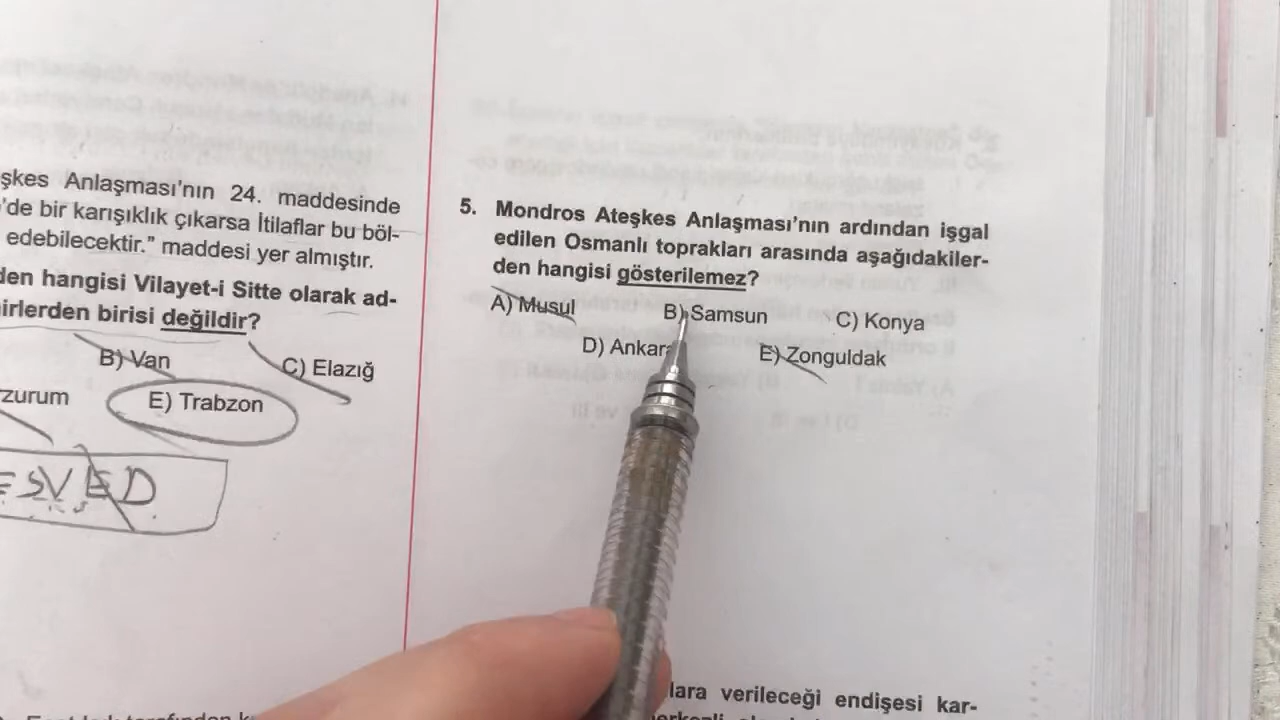 şkes Anlaşması'nın 24. maddesinde
'de bir karışıklık çıkarsa İtilaflar bu böl-
edebilecektir." maddesi yer almıştır.
den hangisi Vilayet-i Sitte olarak ad-
irlerden birisi değildir?
B) Van
C) Elazığ
zurum
E) Trabzon
ESVED
5. Mondros Ateşkes Anlaşması'nın ardından işgal
edilen Osmanlı toprakları arasında aşağıdakiler-
den hangisi gösterilemez?
A) Musul B) Samsun C) Konya
D) Ankara E) Zonguldak
lara verileceği endişesi kar-